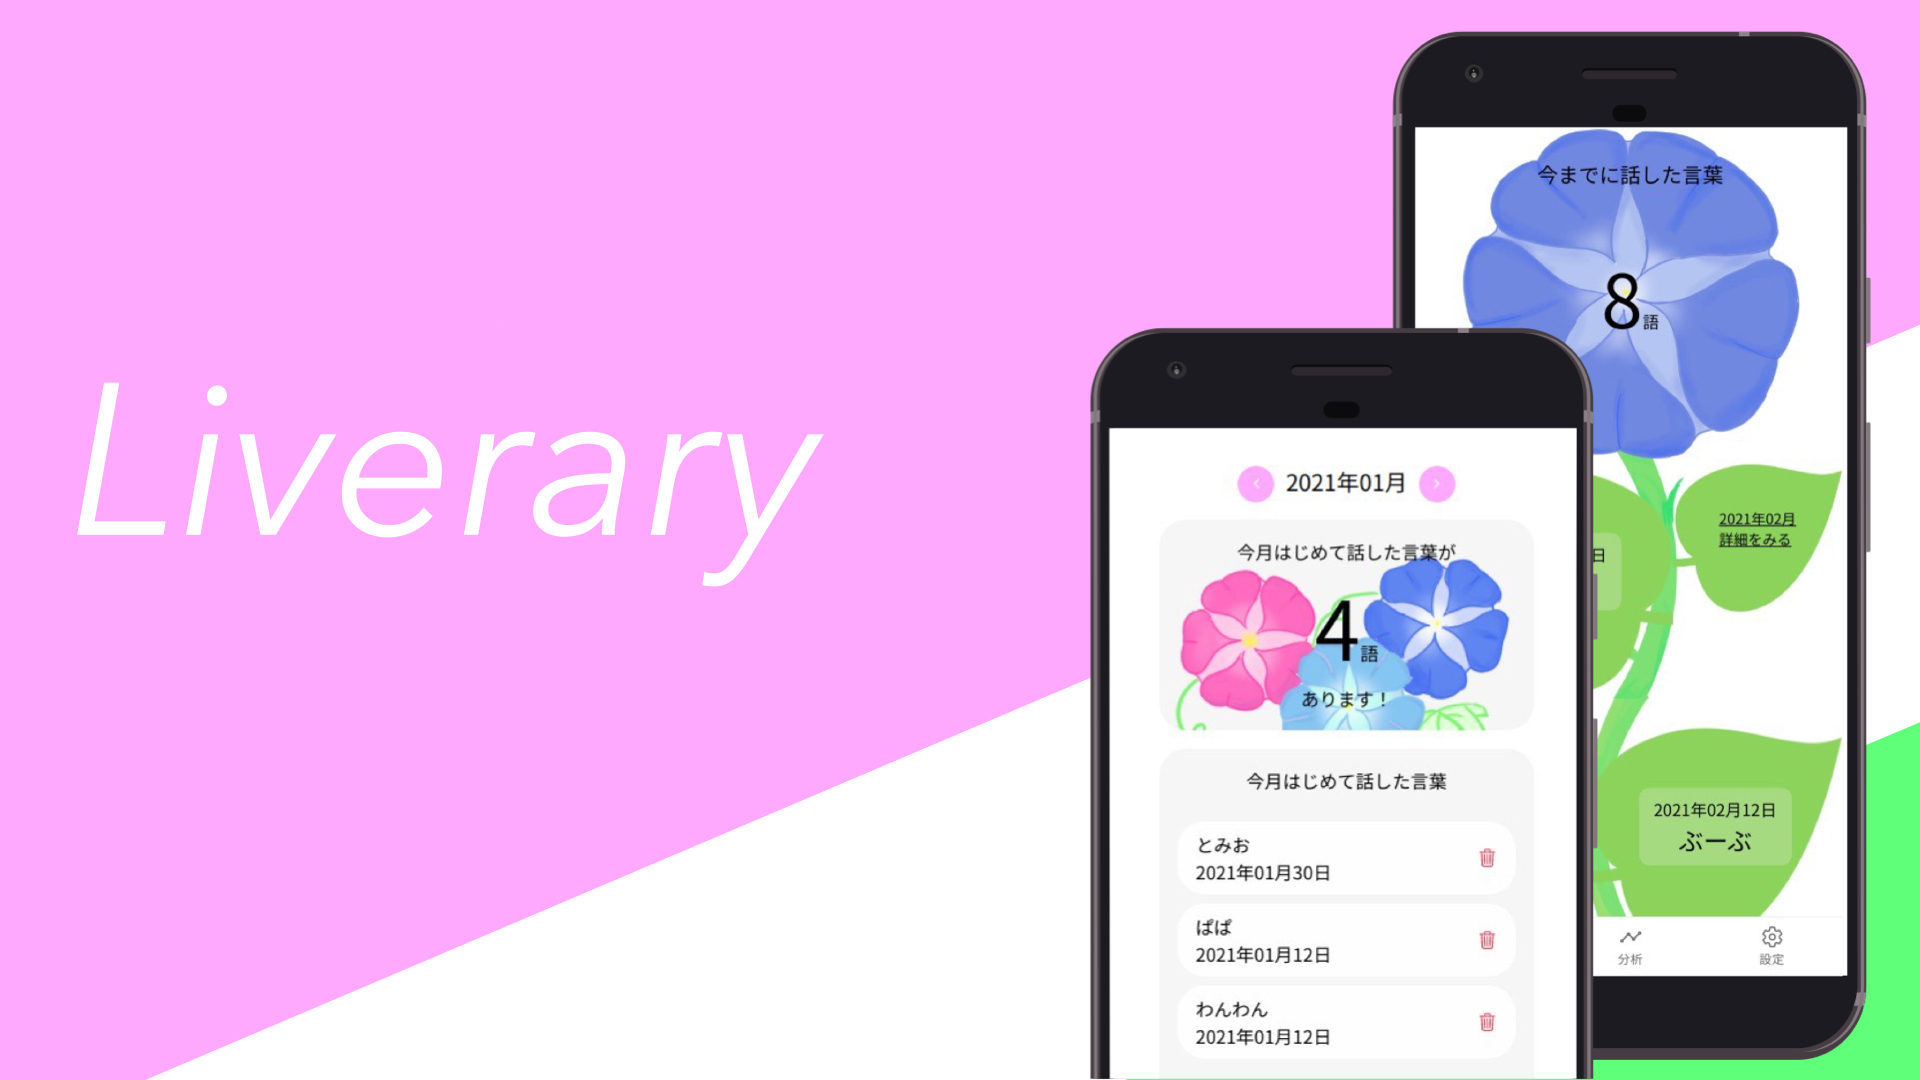 Liverary
2021年01月
今月はじめて話した言葉が
4語
あります！
今月はじめて話した言葉
とみお
2021年01月30日
ぱぱ
2021年01月12日
わんわん
2021年01月12日
今までに話した言葉
8語
2021年02月
詳細をみる
日
2021年02月12日
ぶーぶ
分析
設定